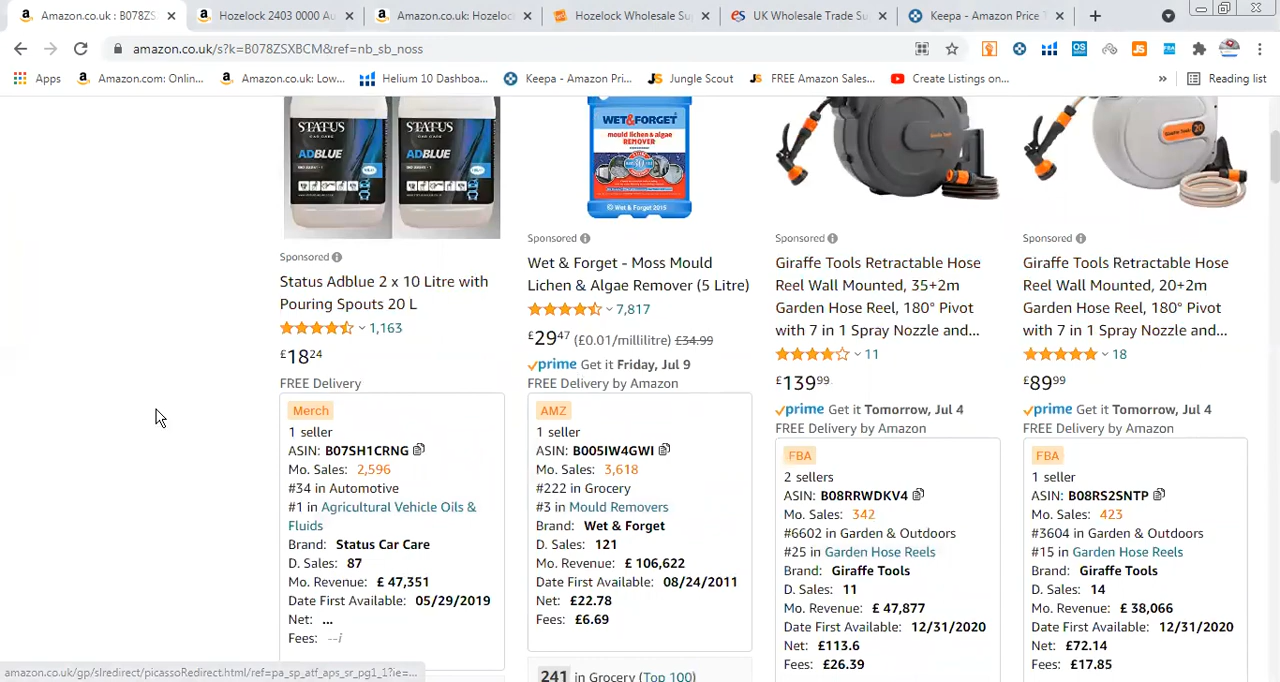 Amazon.co.uk : B078ZS
Hozelock 2403 0000 Au
Amazon.co.uk: Hozeloc
Hozelock Wholesale Su
UK Wholesale Trade Su
Keepa - Amazon Price T
amazon.co.uk/s?k=B078ZSXBCM&ref=nb_sb_noss
Apps
Amazon.com: Onlin...
Amazon.co.uk: Low...
Helium 10 Dashboa...
Keepa - Amazon Pri...
Jungle Scout
FREE Amazon Sales...
Create Listings on...
»
Reading list
STATUS
CAR CARE
ADBLUE
STATUS
CAR CARE
ADBLUE
Sponsored
Status Adblue 2 x 10 Litre with
Pouring Spouts 20 L
1,163
£18 24
FREE Delivery
Merch
1 seller
ASIN: B07SH1CRNG
Mo. Sales: 2,596
#34 in Automotive
#1 in Agricultural Vehicle Oils &
Fluids
Brand: Status Car Care
D. Sales: 87
Mo. Revenue: £ 47,351
Date First Available: 05/29/2019
Net: ...
Fees: --i
WET&FORGET
mould lichen & algae
REMOVER
© Wet & Forget 2015
Sponsored
Wet & Forget - Moss Mould
Lichen & Algae Remover (5 Litre)
7,817
£29 47 (£0.01/millilitre) £34.99
prime Get it Friday, Jul 9
FREE Delivery by Amazon
AMZ
1 seller
ASIN: B005IW4GWI
Mo. Sales: 3,618
#222 in Grocery
#3 in Mould Removers
Brand: Wet & Forget
D. Sales: 121
Mo. Revenue: £ 106,622
Date First Available: 08/24/2011
Net: £22.78
Fees: £6.69
241 in Grocery (Top 100)
Sponsored
Giraffe Tools Retractable Hose
Reel Wall Mounted, 35+2m
Garden Hose Reel, 180° Pivot
with 7 in 1 Spray Nozzle and...
11
£139 99
prime Get it Tomorrow, Jul 4
FREE Delivery by Amazon
FBA
2 sellers
ASIN: B08RRWDKV4
Mo. Sales: 342
#6602 in Garden & Outdoors
#25 in Garden Hose Reels
Brand: Giraffe Tools
D. Sales: 11
Mo. Revenue: £ 47,877
Date First Available: 12/31/2020
Net: £113.6
Fees: £26.39
Giraffe Tools 20
Sponsored
Giraffe Tools Retractable Hose
Reel Wall Mounted, 20+2m
Garden Hose Reel, 180° Pivot
with 7 in 1 Spray Nozzle and...
18
£89 99
prime Get it Tomorrow, Jul 4
FREE Delivery by Amazon
FBA
1 seller
ASIN: B08RS2SNTP
Mo. Sales: 423
#3604 in Garden & Outdoors
#15 in Garden Hose Reels
Brand: Giraffe Tools
D. Sales: 14
Mo. Revenue: £ 38,066
Date First Available: 12/31/2020
Net: £72.14
Fees: £17.85
amazon.co.uk/gp/slredirect/picassoRedirect.html/ref=pa_sp_atf_aps_sr_pg1_1?ie=...